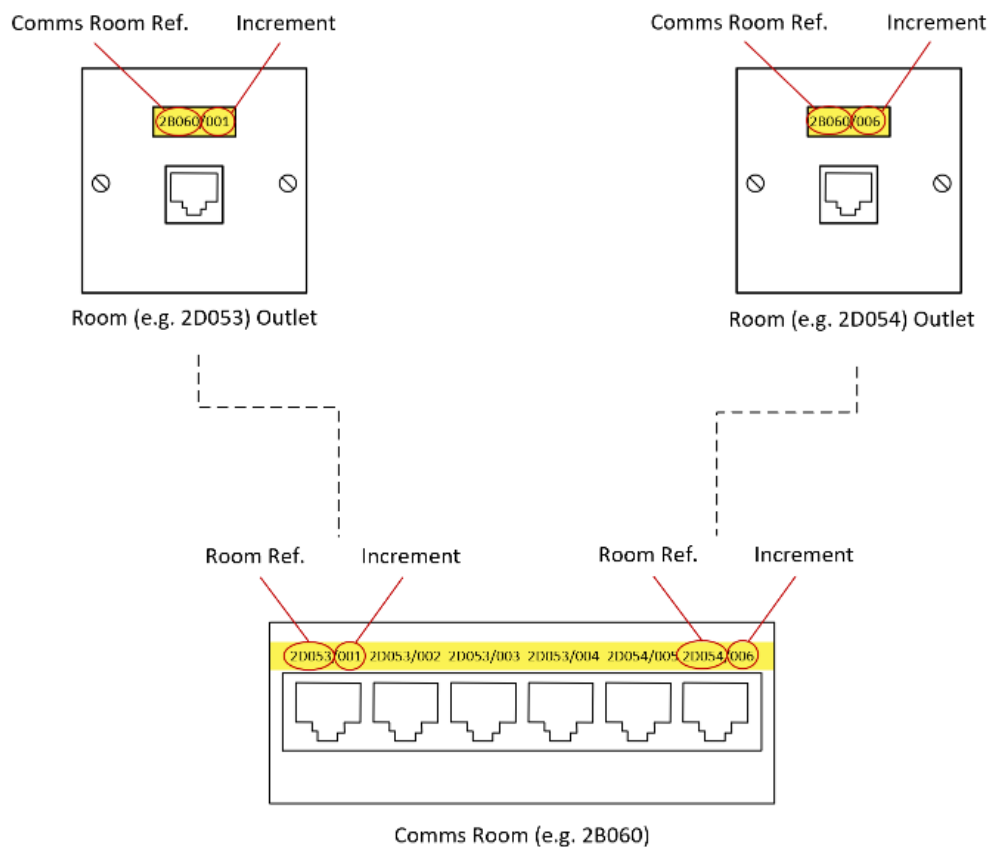 Comms Room Ref. Increment
Comms Room Ref. Increment
2B060/001
2B060/006
Room (e.g. 2D053) Outlet
Room (e.g. 2D054) Outlet
Room Ref. Increment
Room Ref. Increment
2D053/001 2D053/002 2D053/003 2D053/004 2D054/005 2D054/006
Comms Room (e.g. 2B060)